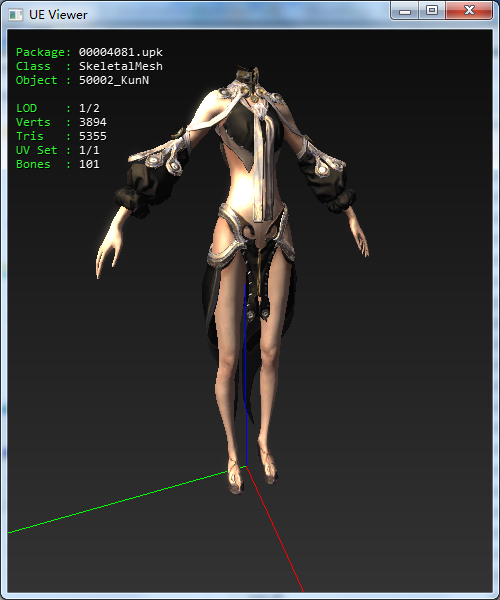 UE Viewer
Package: 00004081.upk
Class : SkeletalMesh
Object : 50002_KunN
LOD : 1/2
Verts : 3894
Tris : 5355
UV Set : 1/1
Bones : 101